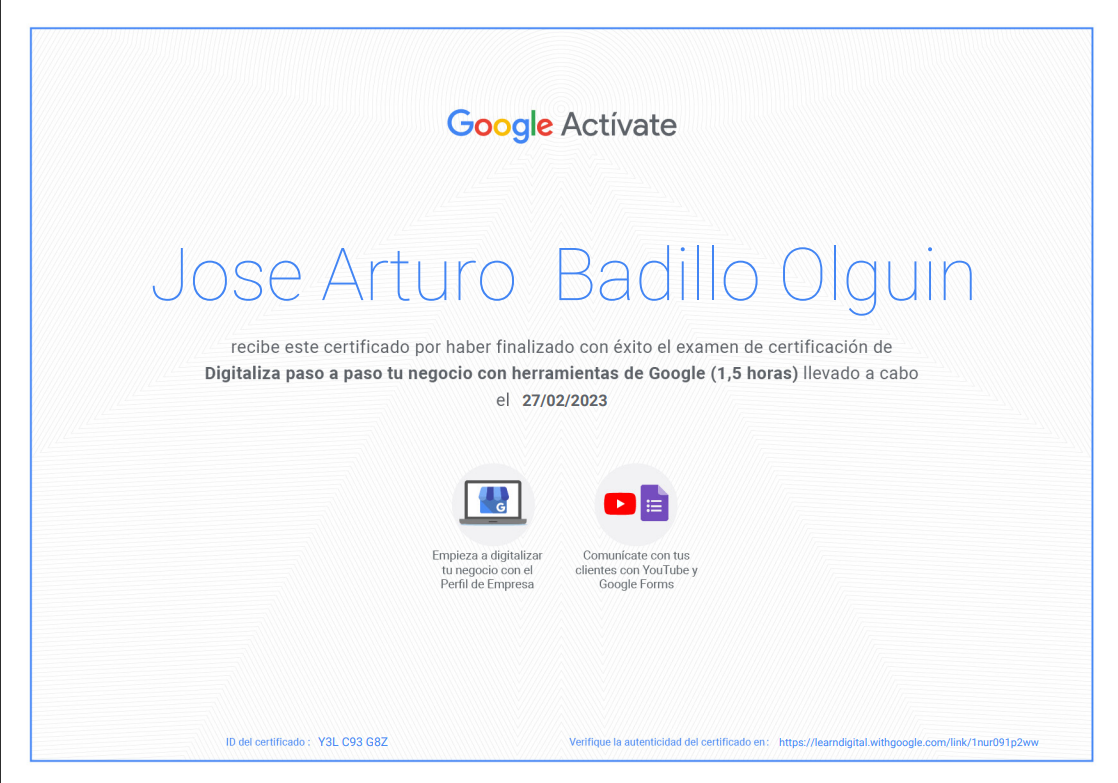 Google Actívate
Jose Arturo Badillo Olguin
recibe este certificado por haber finalizado con éxito el examen de certificación de
Digitaliza paso a paso tu negocio con herramientas de Google (1,5 horas) llevado a cabo
el 27/02/2023
G
Empieza a digitalizar
tu negocio con el
Perfil de Empresa
Comunícate con tus
clientes con YouTube y
Google Forms
ID del certificado : Y3L C93 G8Z
Verifique la autenticidad del certificado en : https://learndigital.withgoogle.com/link/1nur091p2ww